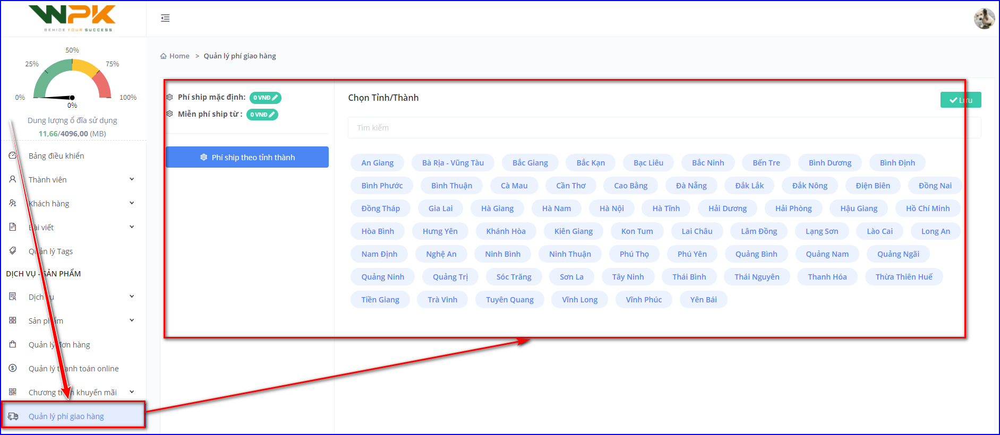 WPK
BEHIDE YOUR SUCCESS
50%
25% 75%
0% 100%
0%
Dung lượng ổ đĩa sử dụng
11,66/4096,00 (MB)
Bảng điều khiển
Thành viên
Khách hàng
Bài viết
Quản lý Tags
DỊCH VỤ - SẢN PHẨM
Dịch vụ
Sản phẩm
Quản lý đơn hàng
Quản lý thanh toán online
Chương trình khuyến mãi
Quản lý phí giao hàng
Home > Quản lý phí giao hàng
Phí ship mặc định: 0 VNĐ
Miễn phí ship từ : 0 VNĐ
Phí ship theo tỉnh thành
Chọn Tỉnh/Thành
Lưu
Tìm kiếm
An Giang Bà Rịa - Vũng Tàu Bắc Giang Bắc Kạn Bạc Liêu Bắc Ninh Bến Tre Bình Dương Bình Định
Bình Phước Bình Thuận Cà Mau Cần Thơ Cao Bằng Đà Nẵng Đắk Lắk Đắk Nông Điện Biên Đồng Nai
Đồng Tháp Gia Lai Hà Giang Hà Nam Hà Nội Hà Tĩnh Hải Dương Hải Phòng Hậu Giang Hồ Chí Minh
Hòa Bình Hưng Yên Khánh Hòa Kiên Giang Kon Tum Lai Châu Lâm Đồng Lạng Sơn Lào Cai Long An
Nam Định Nghệ An Ninh Bình Ninh Thuận Phú Thọ Phú Yên Quảng Bình Quảng Nam Quảng Ngãi
Quảng Ninh Quảng Trị Sóc Trăng Sơn La Tây Ninh Thái Bình Thái Nguyên Thanh Hóa Thừa Thiên Huế
Tiền Giang Trà Vinh Tuyên Quang Vĩnh Long Vĩnh Phúc Yên Bái